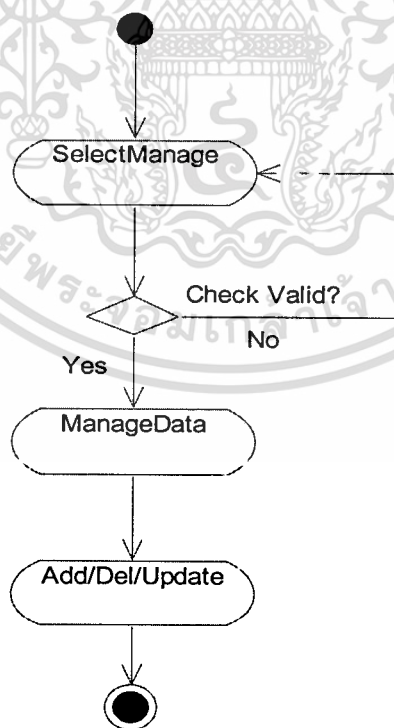 SelectManage
Check Valid?
No
Yes
ManageData
Add/Del/Update